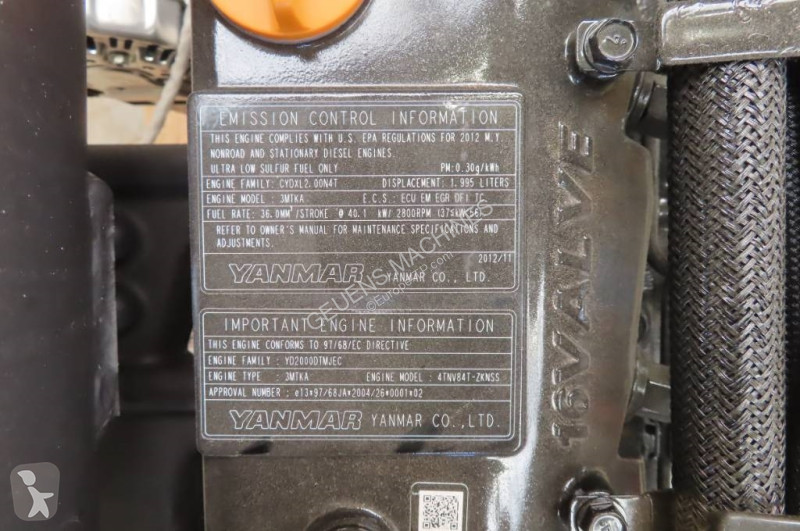 EMISSION CONTROL INFORMATION
THIS ENGINE COMPLIES WITH U.S. EPA REGULATIONS FOR 2012 M.Y.
NONROAD AND STATIONARY DIESEL ENGINES.
ULTRA LOW SULFUR FUEL ONLY PM:0.30g/kWh
ENGINE FAMILY: CYDXL2.00N4T DISPLACEMENT: 1.995 LITERS
ENGINE MODEL : 3MTKA E.C.S : ECU EM EGR DFI TC
FUEL RATE: 36.0MM³/STROKE @ 40.1 kW/ 2800RPM
REFER TO OWNER'S MANUAL FOR MAINTENANCE SPECIFICATIONS AND
ADJUSTMENTS.
2012/11
YANMAR YANMAR CO., LTD.
IMPORTANT ENGINE INFORMATION
THIS ENGINE CONFORMS TO 97/68/EC DIRECTIVE
ENGINE FAMILY : YD2000DTMJEC
ENGINE TYPE : 3MTKA ENGINE MODEL : 4TNV84T-ZKNSS
APPROVAL NUMBER : e13*97/68JA*2004/26*0001*02
YANMAR YANMAR CO.,LTD.
16VALVE
GEUENS MACHINES